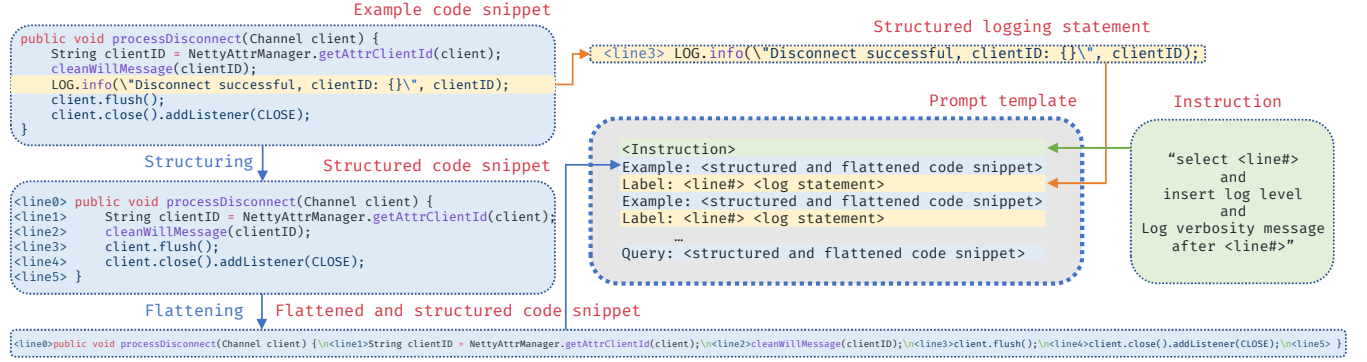 Example code snippet
public void processDisconnect(Channel client) {
String clientID = NettyAttrManager.getAttrClientId(client);
cleanWillMessage(clientID);
LOG.info(\"Disconnect successful, clientID: {}\", clientID);
client.flush();
client.close().addListener(CLOSE);
}
Structured logging statement
<line3> LOG.info(\"Disconnect successful, clientID: {}\", clientID);
Structuring
Structured code snippet
<line0> public void processDisconnect(Channel client) {
<line1> String clientID = NettyAttrManager.getAttrClientId(client);
<line2> cleanWillMessage(clientID);
<line3> client.flush();
<line4> client.close().addListener(CLOSE);
<line5> }
Prompt template
<Instruction>
Example: <structured and flattened code snippet>
Label: <line#> <log statement>
Example: <structured and flattened code snippet>
Label: <line#> <log statement>
…
Query: <structured and flattened code snippet>
Instruction
“select <line#>
and
insert log level
and
Log verbosity message
after <line#>”
Flattening
Flattened and structured code snippet
<line0>public void processDisconnect(Channel client) {\n<line1>String clientID = NettyAttrManager.getAttrClientId(client);\n<line2>cleanWillMessage(clientID);\n<line3>client.flush();\n<line4>client.close().addListener(CLOSE);\n<line5> }